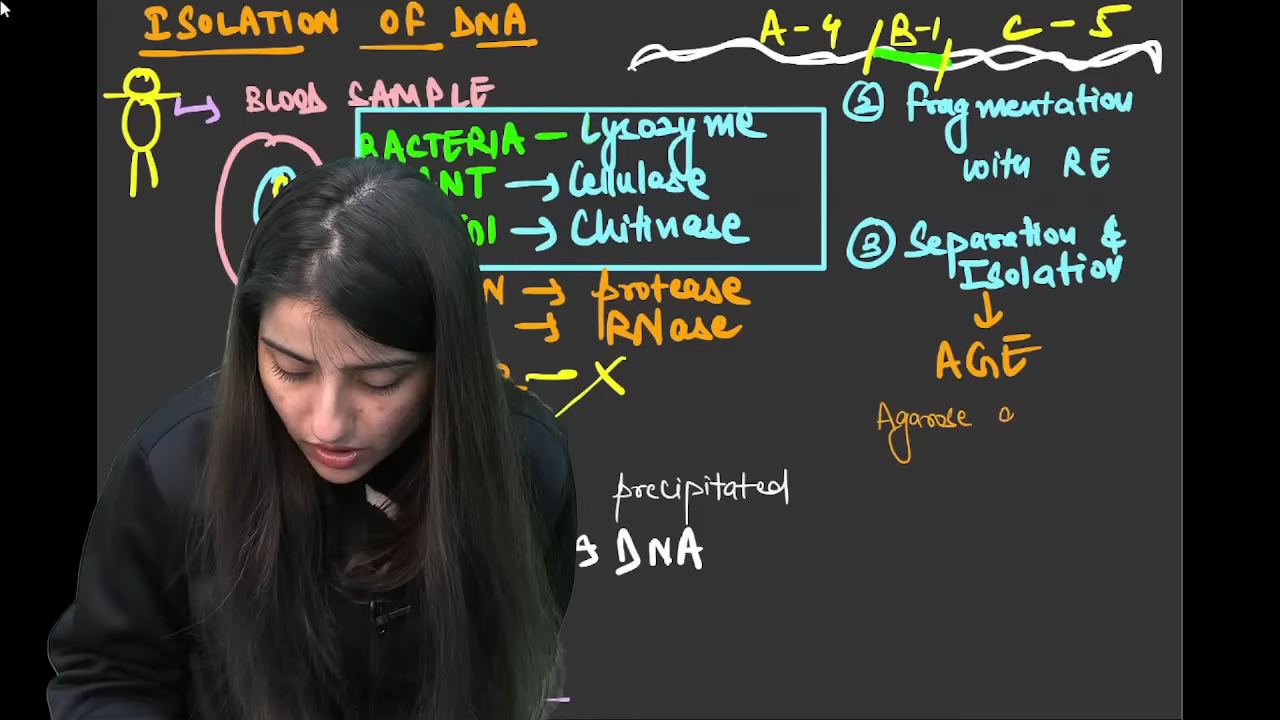 ISOLATION OF DNA
A-4 B-1 C-5
BLOOD SAMPLE
BACTERIA - Lysozyme
→ Cellulase
→ Chitinase
→ protease
→ RNase
- X
precipitated
DNA
② fragmentation
with RE
③ Separation &
Isolation
↓
AGE
Agarose